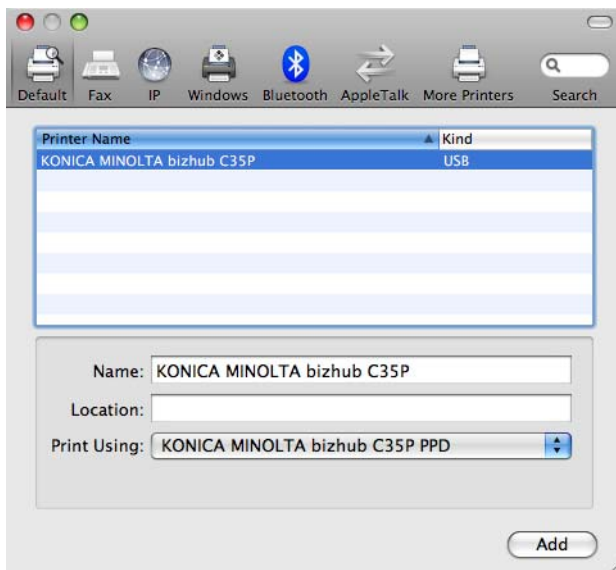 Default Fax IP Windows Bluetooth AppleTalk More Printers Search
Printer Name Kind
KONICA MINOLTA bizhub C35P USB
Name: KONICA MINOLTA bizhub C35P
Location:
Print Using: KONICA MINOLTA bizhub C35P PPD
Add